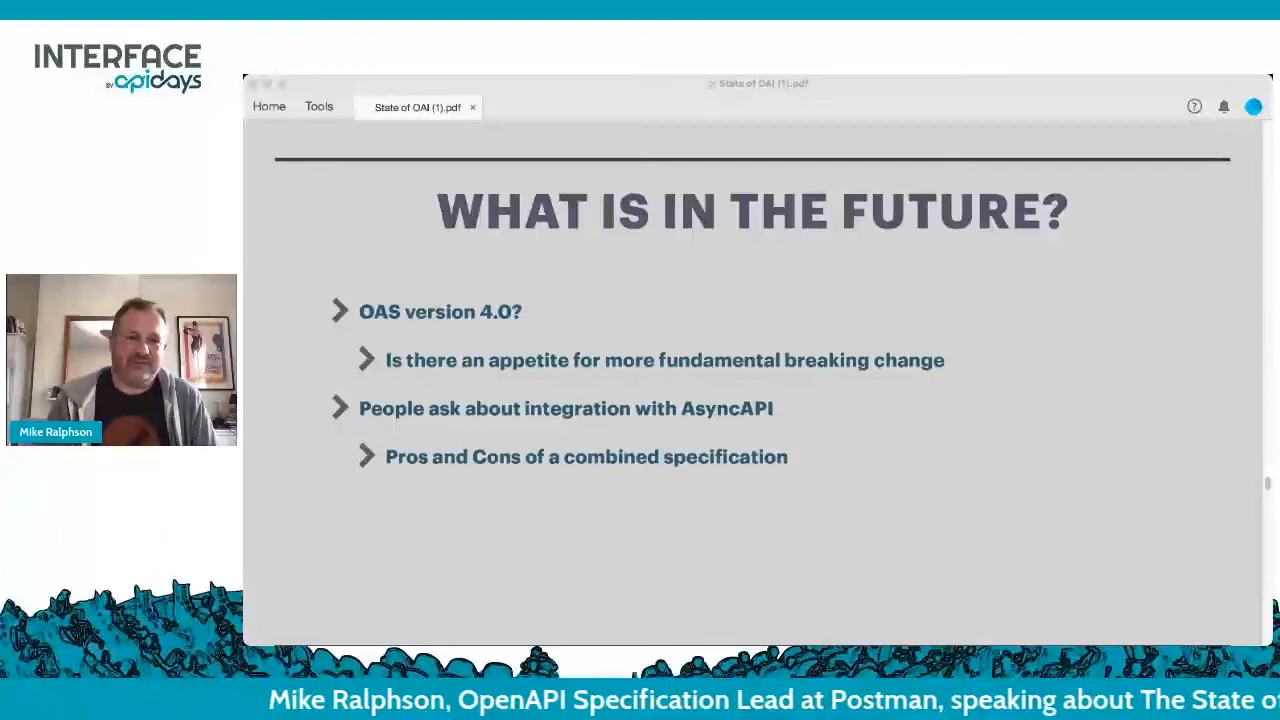 INTERFACE
BY apidays
State of OAI (1).pdf
Home Tools State of OAI (1).pdf ×
WHAT IS IN THE FUTURE?
OAS version 4.0?
Is there an appetite for more fundamental breaking change
People ask about integration with AsyncAPI
Pros and Cons of a combined specification
Mike Ralphson
Mike Ralphson, OpenAPI Specification Lead at Postman, speaking about The State o